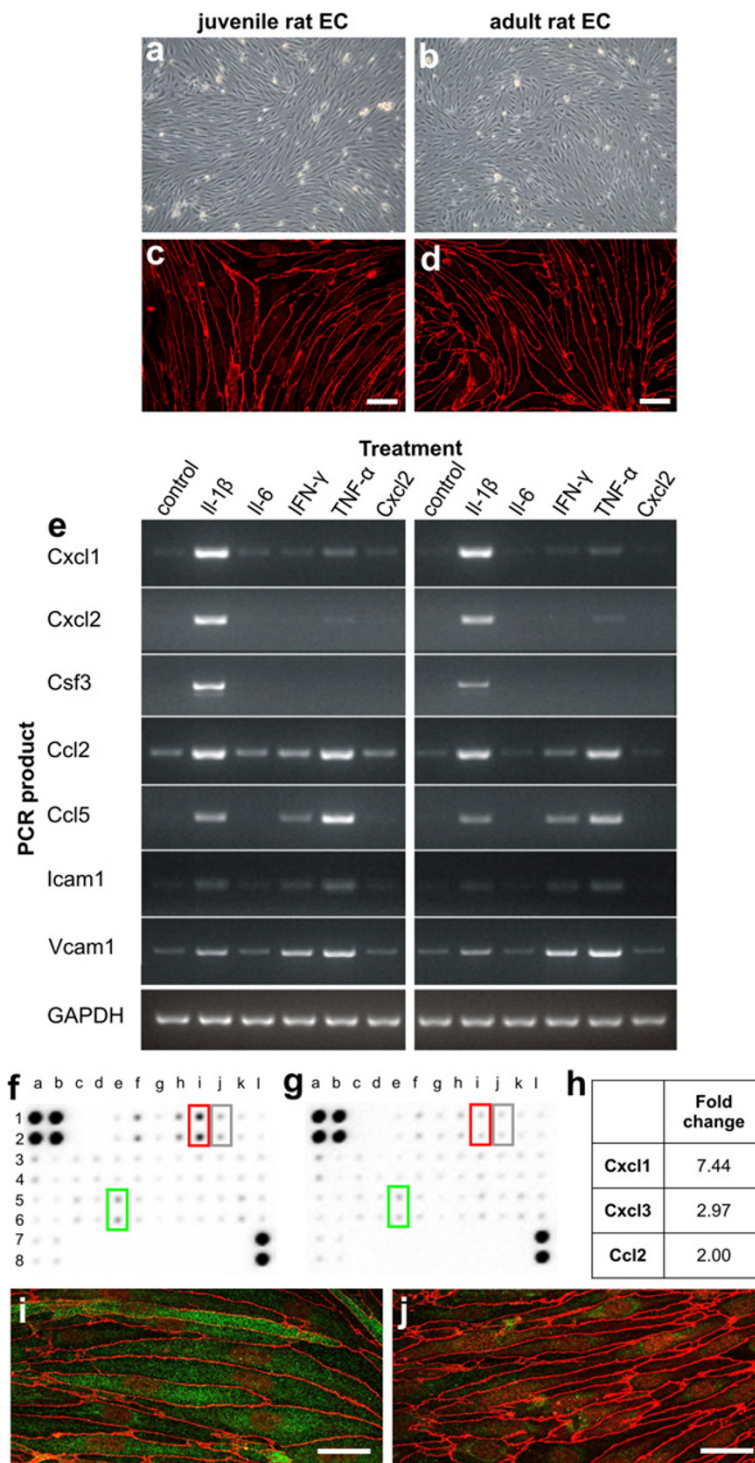 juvenile rat EC adult rat EC
a b
c d
Treatment
control Il-1β Il-6 IFN-γ TNF-α Cxcl2 control Il-1β Il-6 IFN-γ TNF-α Cxcl2
e
PCR product
Cxcl1
Cxcl2
Csf3
Ccl2
Ccl5
Icam1
Vcam1
GAPDH
f a b c d e f g h i j k l g a b c d e f g h i j k l h
1 1
2 2
3 3
4 4
5 5
6 6
7 7
8 8
Fold change
Cxcl1 7.44
Cxcl3 2.97
Ccl2 2.00
i j